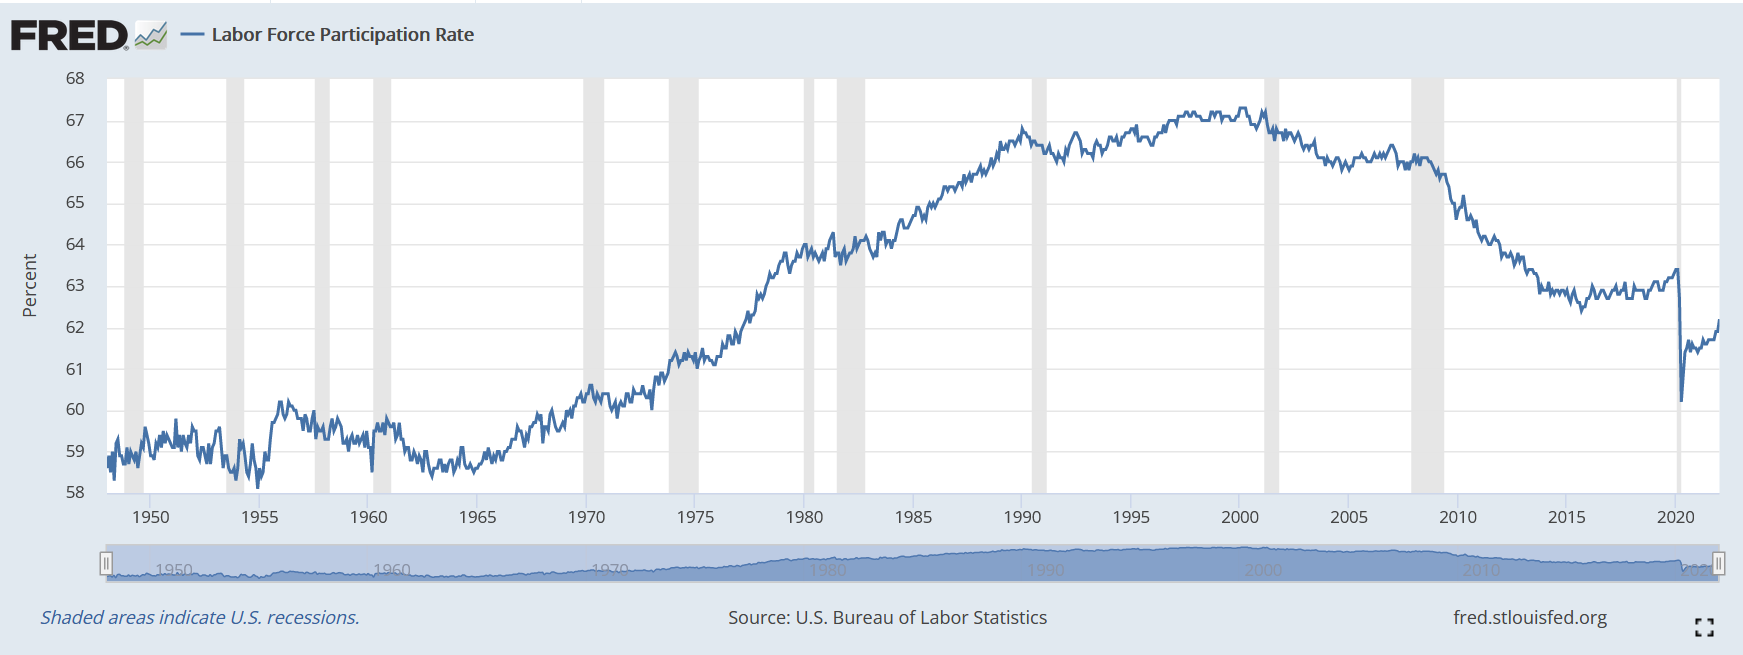 FRED
Labor Force Participation Rate
68
67
66
65
64
63
62
61
60
59
58
Percent
1950 1955 1960 1965 1970 1975 1980 1985 1990 1995 2000 2005 2010 2015 2020
1950 1960 1970 1980 1990 2000 2010 2020
Shaded areas indicate U.S. recessions. Source: U.S. Bureau of Labor Statistics fred.stlouisfed.org